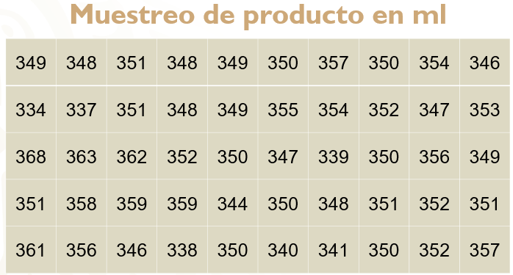 Muestreo de producto en ml
349 348 351 348 349 350 357 350 354 346
334 337 351 348 349 355 354 352 347 353
368 363 362 352 350 347 339 350 356 349
351 358 359 359 344 350 348 351 352 351
361 356 346 338 350 340 341 350 352 357